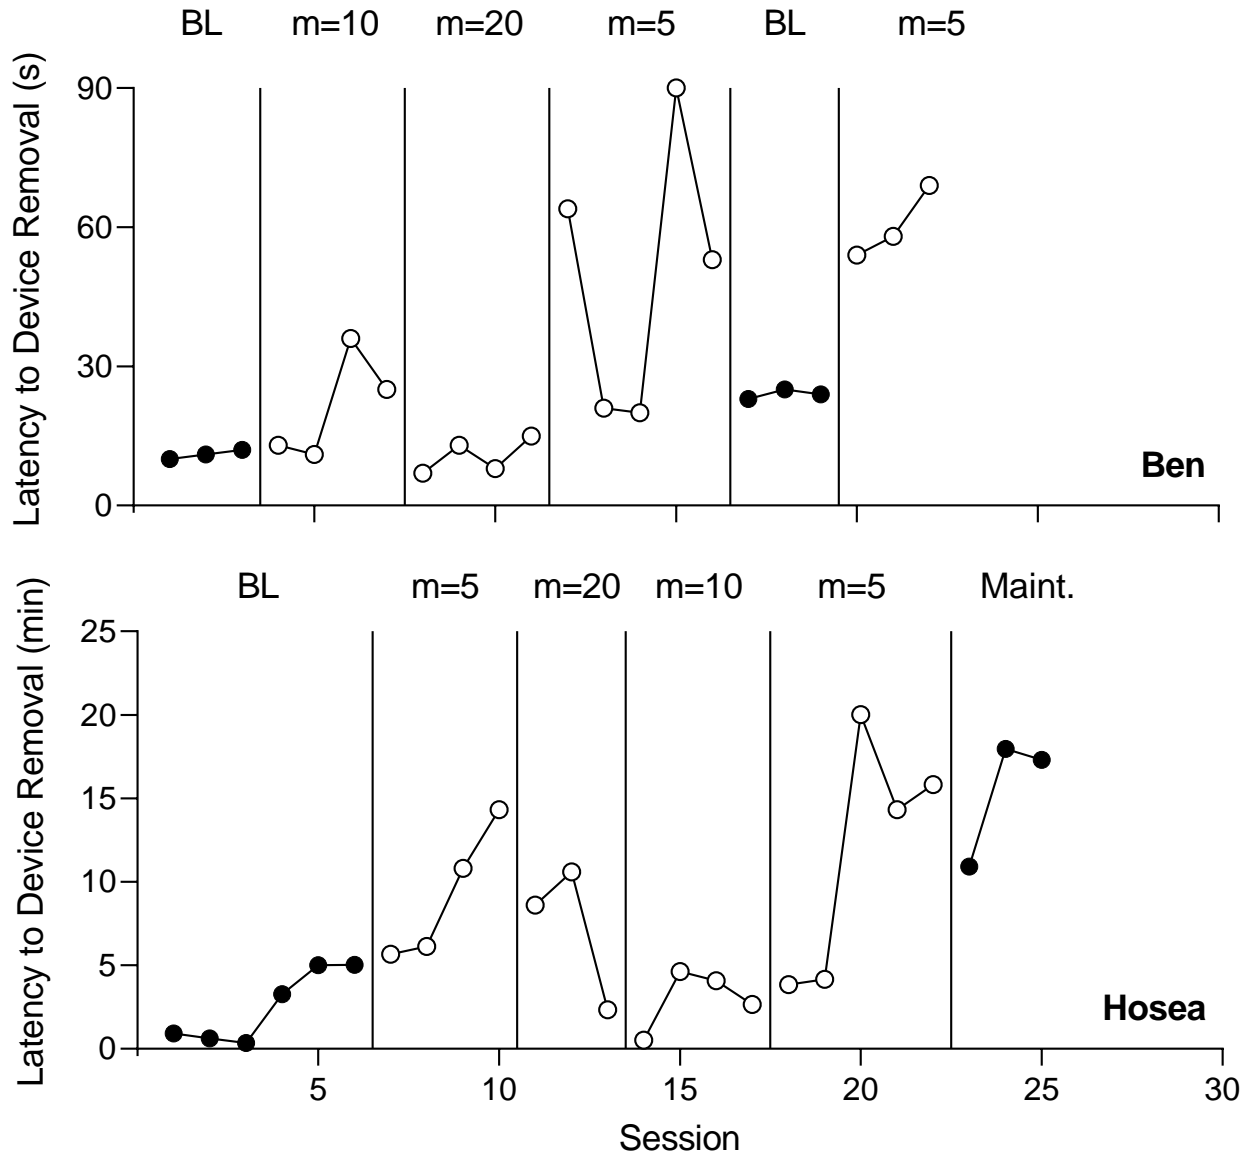 BL m=10 m=20 m=5 BL m=5
Latency to Device Removal (s)
90
60
30
0
Ben
BL m=5 m=20 m=10 m=5 Maint.
Latency to Device Removal (min)
25
20
15
10
5
0
Hosea
5 10 15 20 25 30
Session